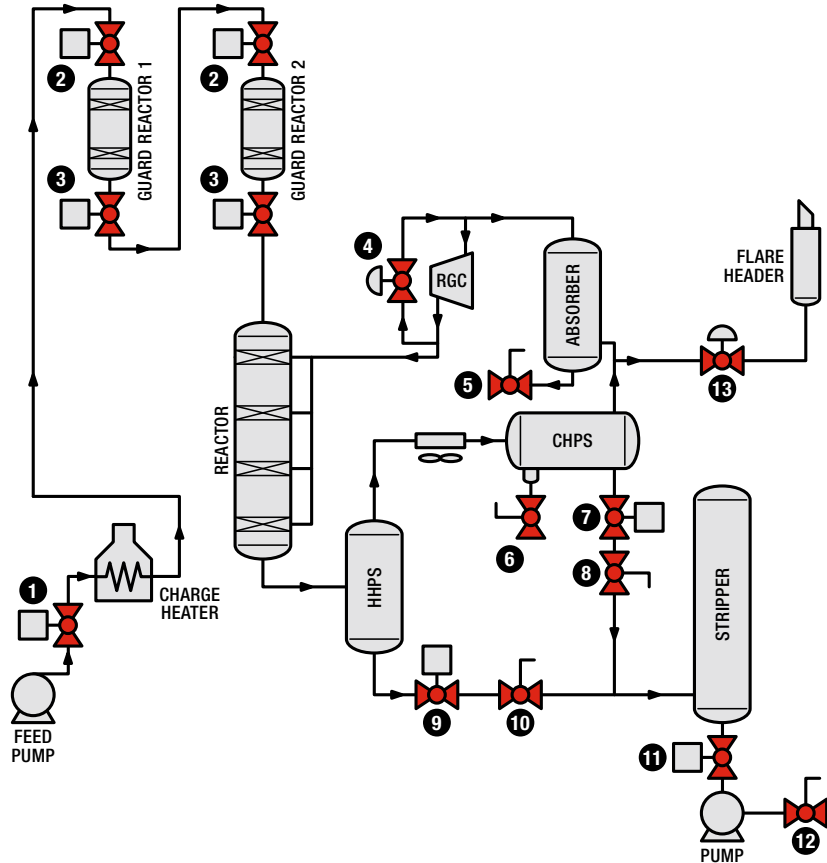 2
2
GUARD REACTOR 1
GUARD REACTOR 2
3
3
4
RGC
ABSORBER
FLARE
HEADER
5
13
REACTOR
CHPS
6
7
8
1
CHARGE
HEATER
HHPS
STRIPPER
FEED
PUMP
9
10
11
12
PUMP